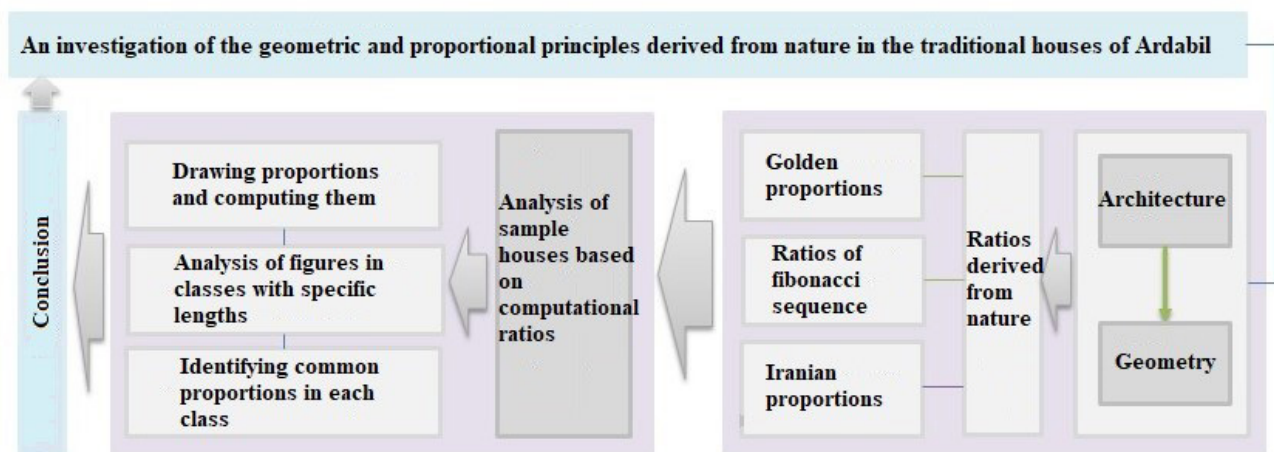 An investigation of the geometric and proportional principles derived from nature in the traditional houses of Ardabil
Conclusion
Drawing proportions
and computing them
Analysis of figures in
classes with specific
lengths
Identifying common
proportions in each
class
Analysis of
sample
houses based
on
computational
ratios
Golden
proportions
Ratios of
fibonacci
sequence
Iranian
proportions
Ratios
derived
from
nature
Architecture
Geometry